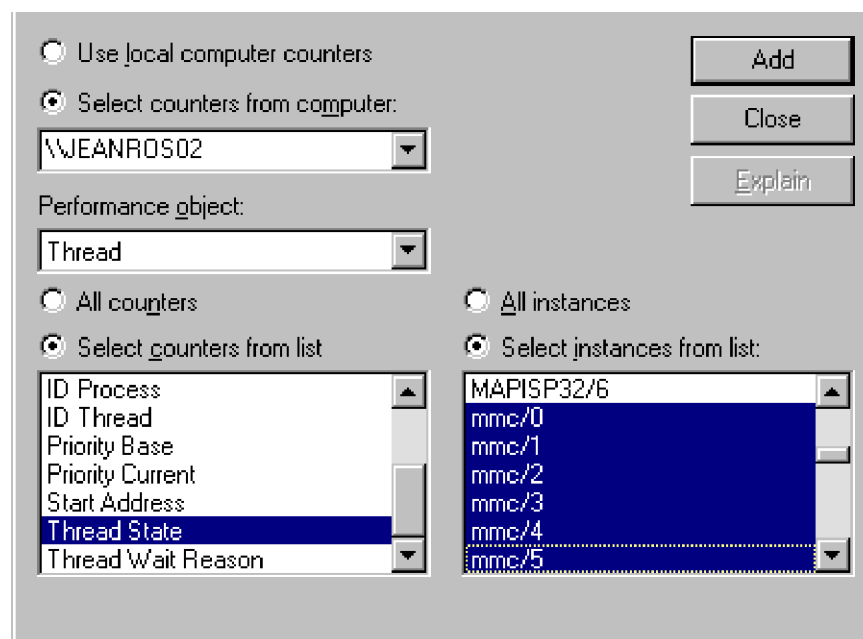 Use local computer counters
Add
Select counters from computer:
Close
\\JEANROS02
Explain
Performance object:
Thread
All counters
All instances
Select counters from list
Select instances from list:
ID Process
ID Thread
Priority Base
Priority Current
Start Address
Thread State
Thread Wait Reason
MAPISP32/6
mmc/0
mmc/1
mmc/2
mmc/3
mmc/4
mmc/5